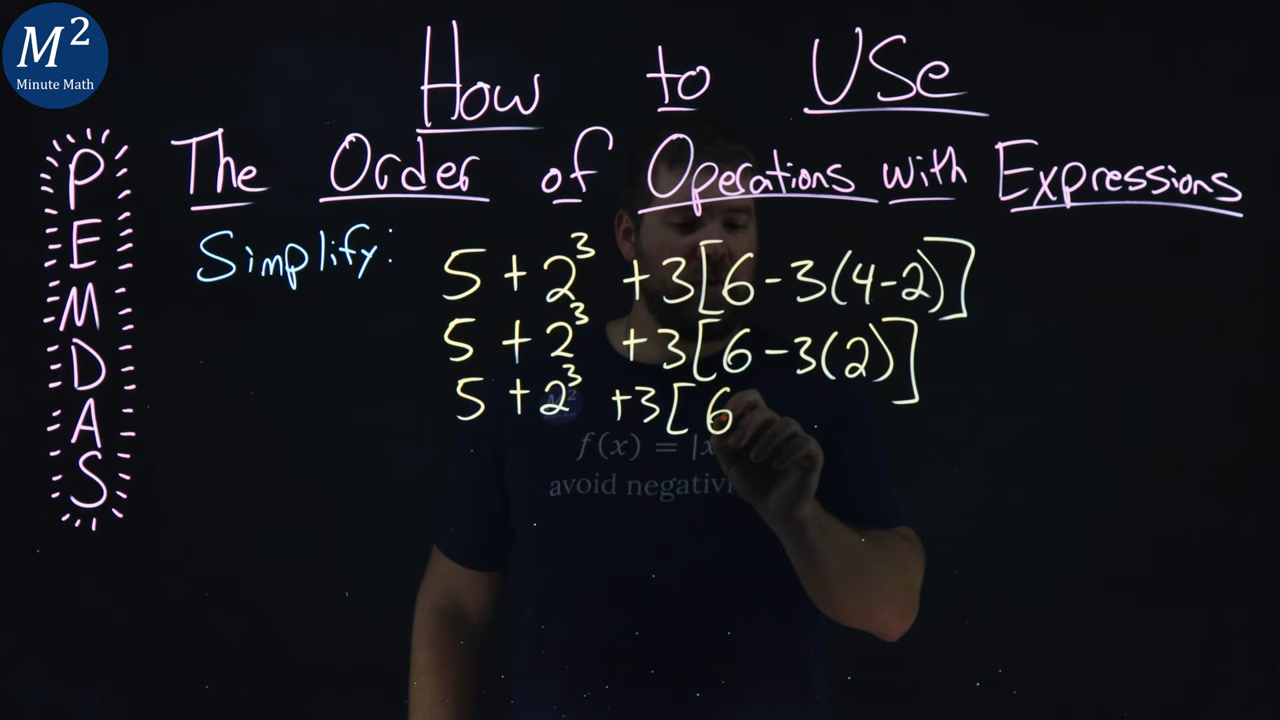 M²
Minute Math
How to Use
The Order of Operations with Expressions
P
E
M
D
A
S
Simplify:
5 + 2³ +3[6-3(4-2)]
5 + 2³ +3[6-3(2)]
5 +2³ +3[6
f(x) = |x
avoid